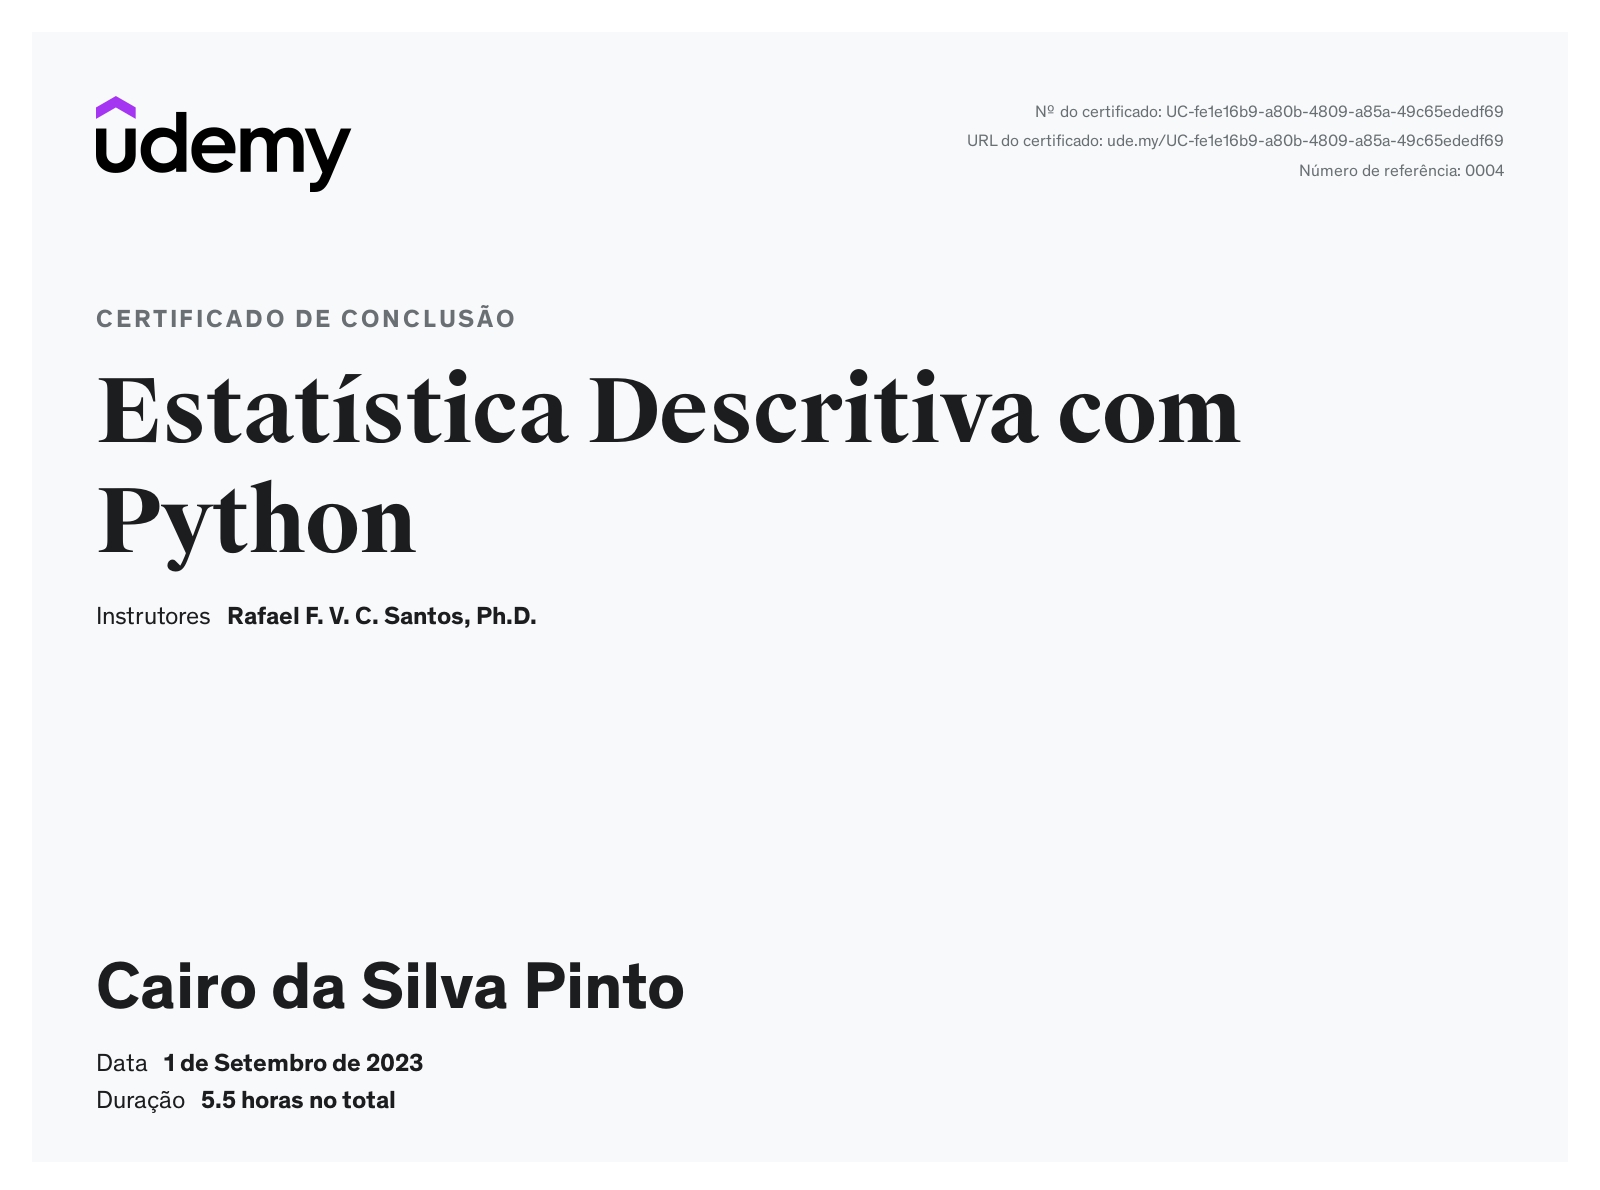 udemy
Nº do certificado: UC-fe1e16b9-a80b-4809-a85a-49c65ededf69
URL do certificado: ude.my/UC-fe1e16b9-a80b-4809-a85a-49c65ededf69
Número de referência: 0004
CERTIFICADO DE CONCLUSÃO
Estatística Descritiva com
Python
Instrutores Rafael F. V. C. Santos, Ph.D.
Cairo da Silva Pinto
Data 1 de Setembro de 2023
Duração 5.5 horas no total